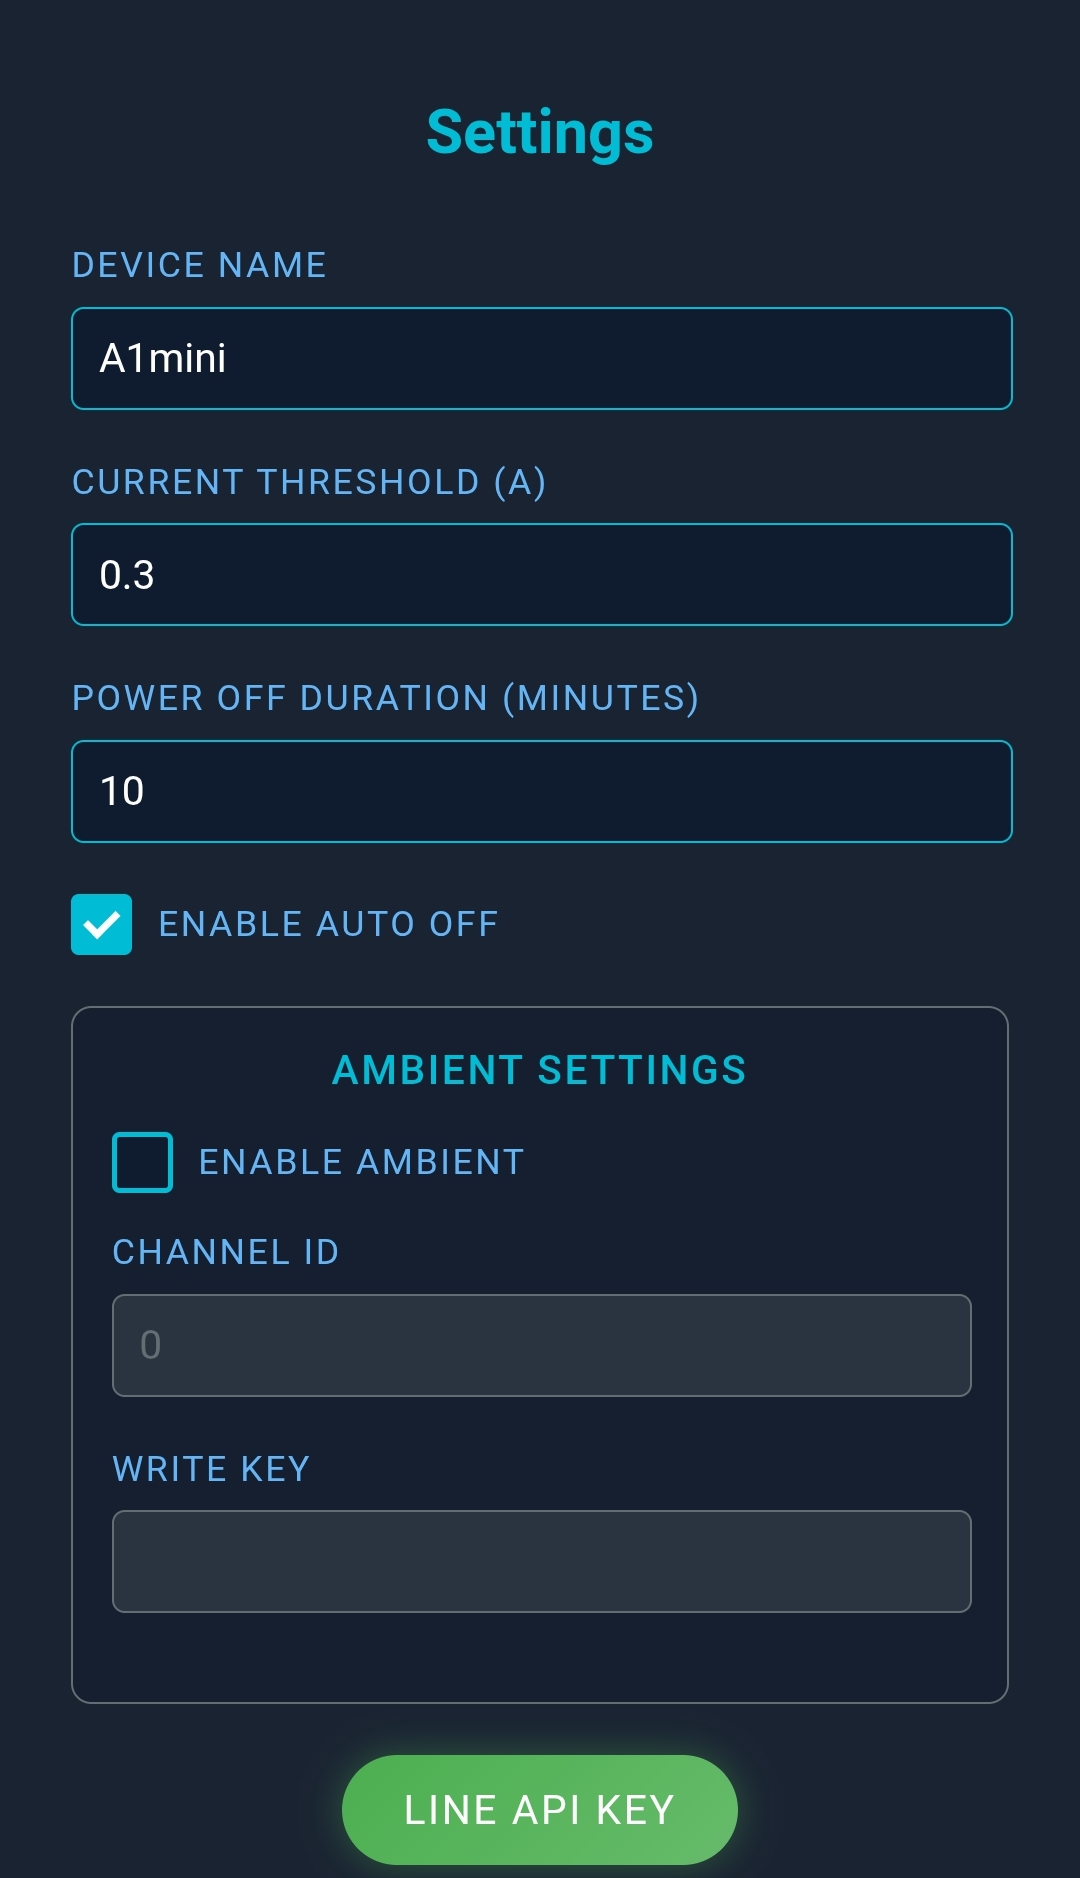 Settings
DEVICE NAME
A1mini
CURRENT THRESHOLD (A)
0.3
POWER OFF DURATION (MINUTES)
10
ENABLE AUTO OFF
AMBIENT SETTINGS
ENABLE AMBIENT
CHANNEL ID
0
WRITE KEY
LINE API KEY